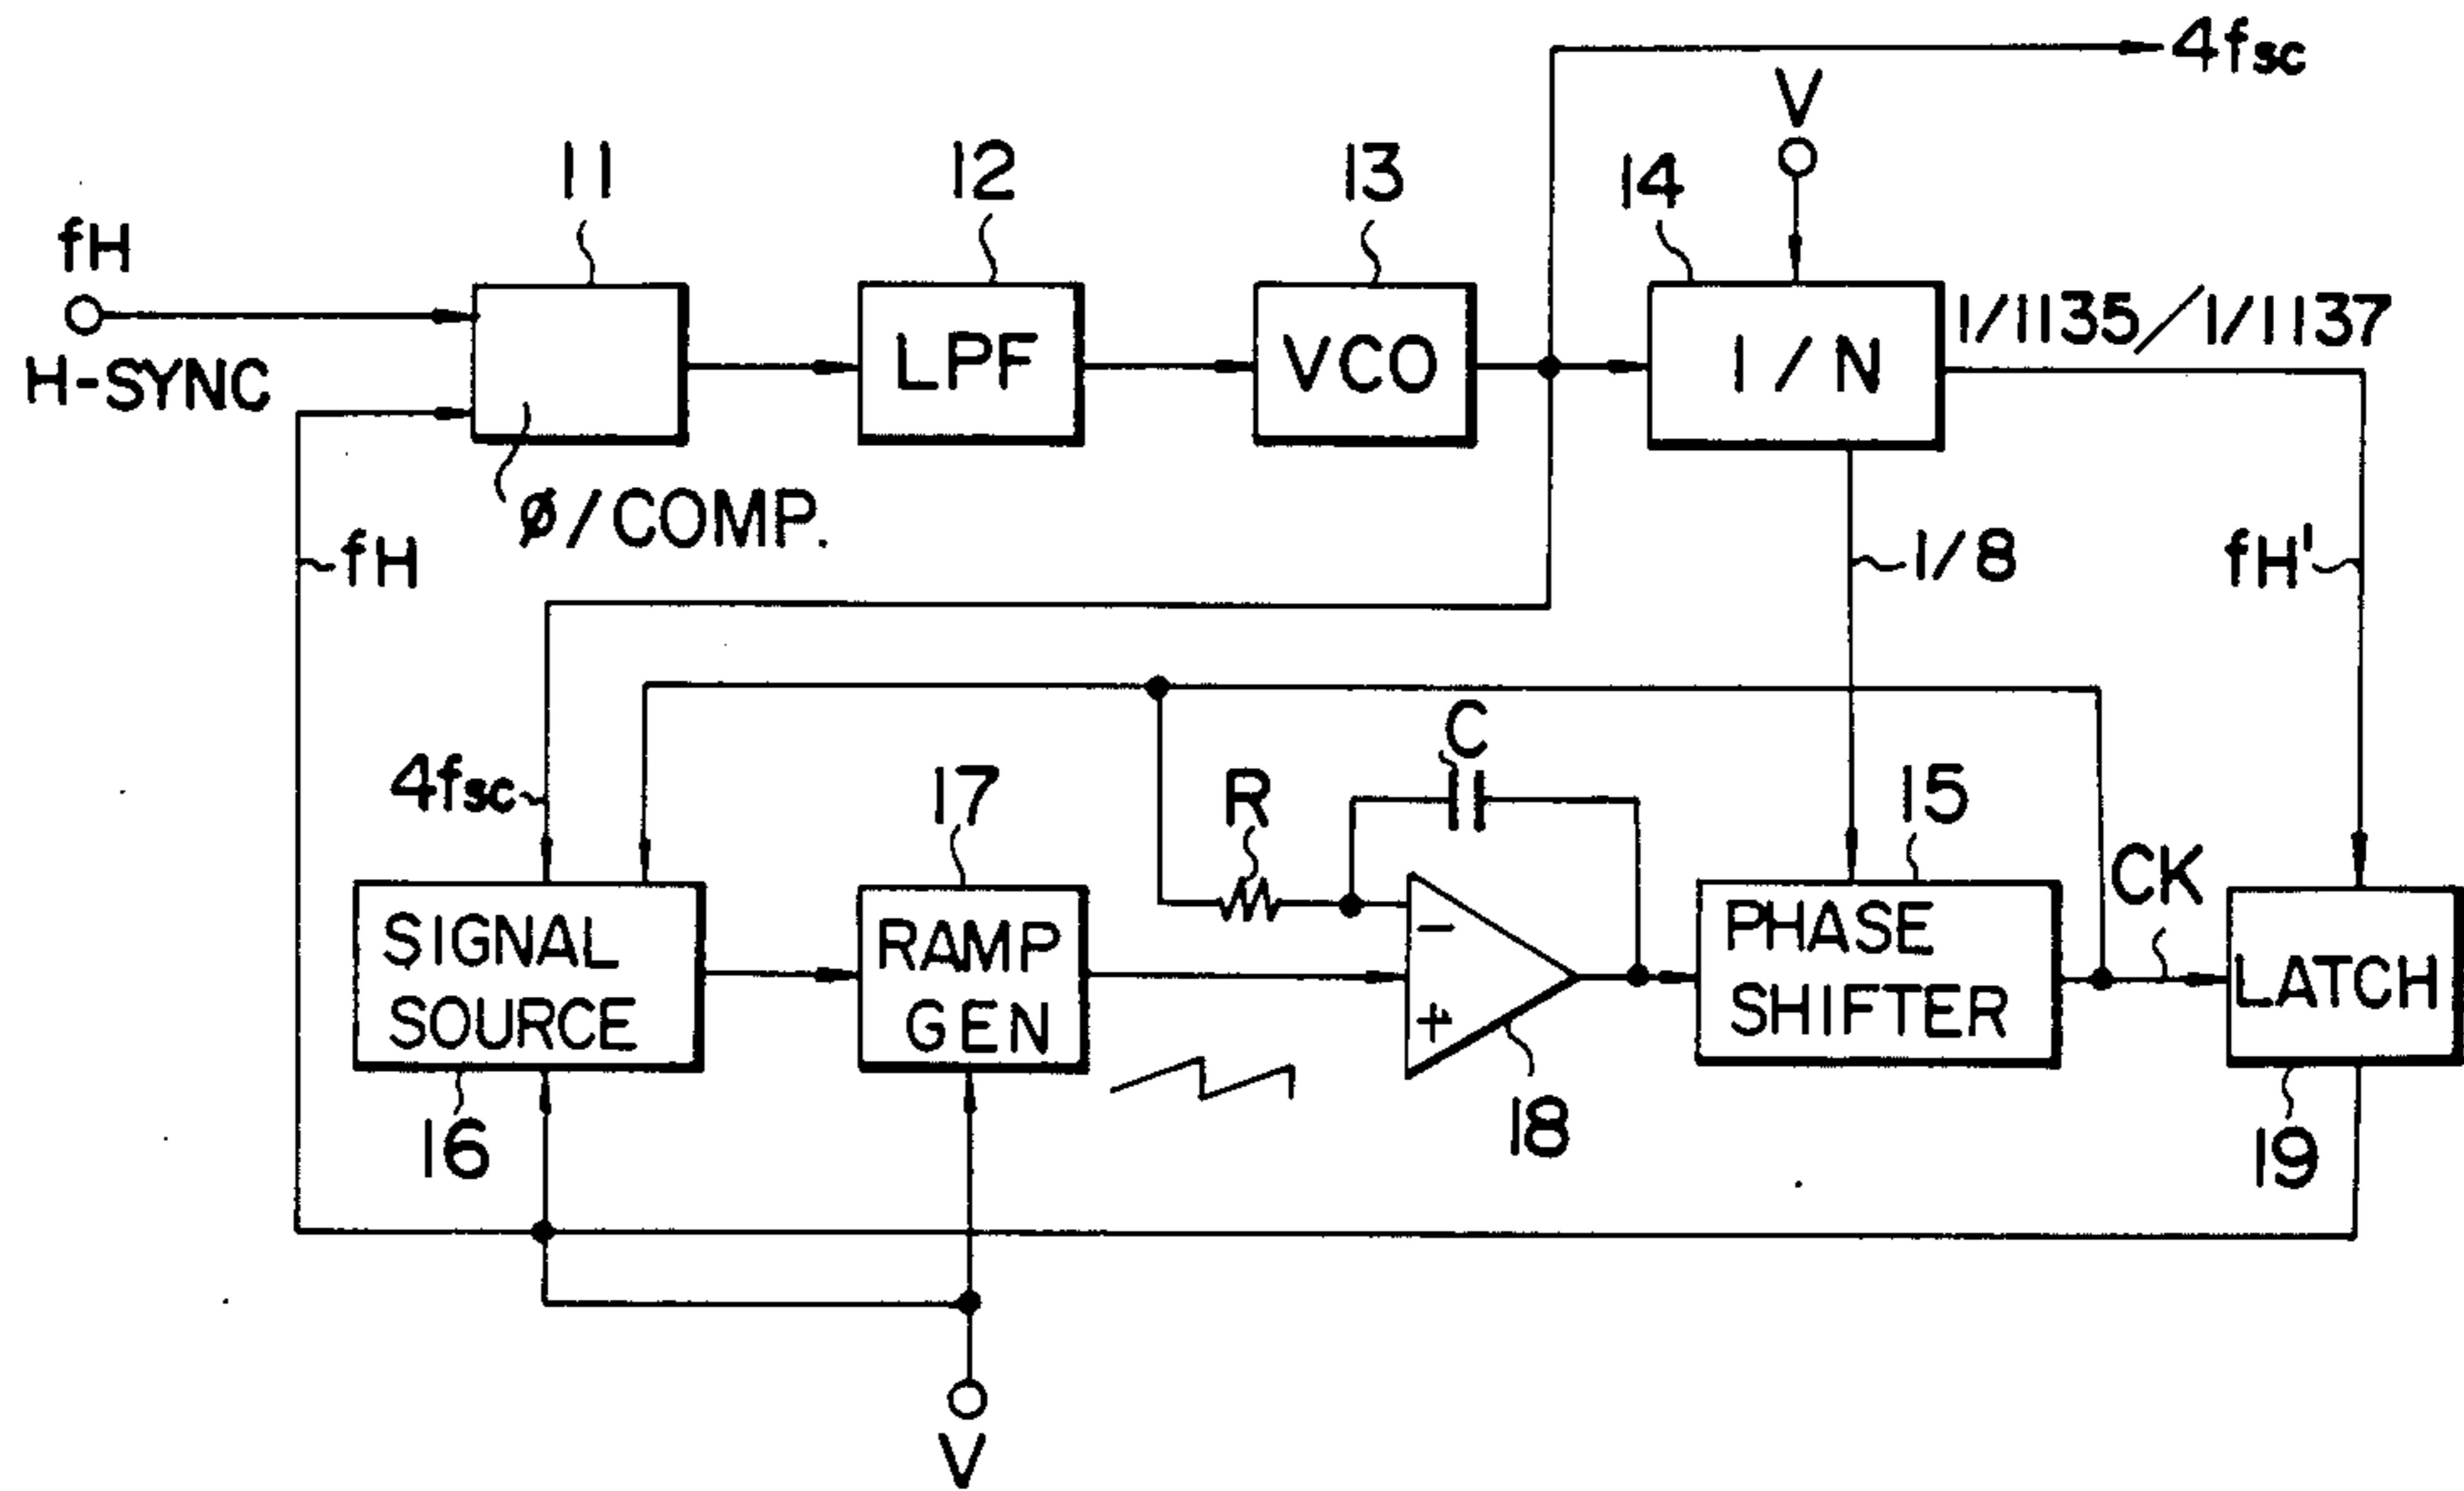 4fsc
V
11
12
13
14
fH
H-SYNC
LPF
VCO
1/N
1/1135/1/1137
ø/COMP.
fH
1/8
fH'
C
4fsc
17
R
15
CK
SIGNAL
SOURCE
RAMP
GEN
−
+
PHASE
SHIFTER
LATCH
16
18
19
V